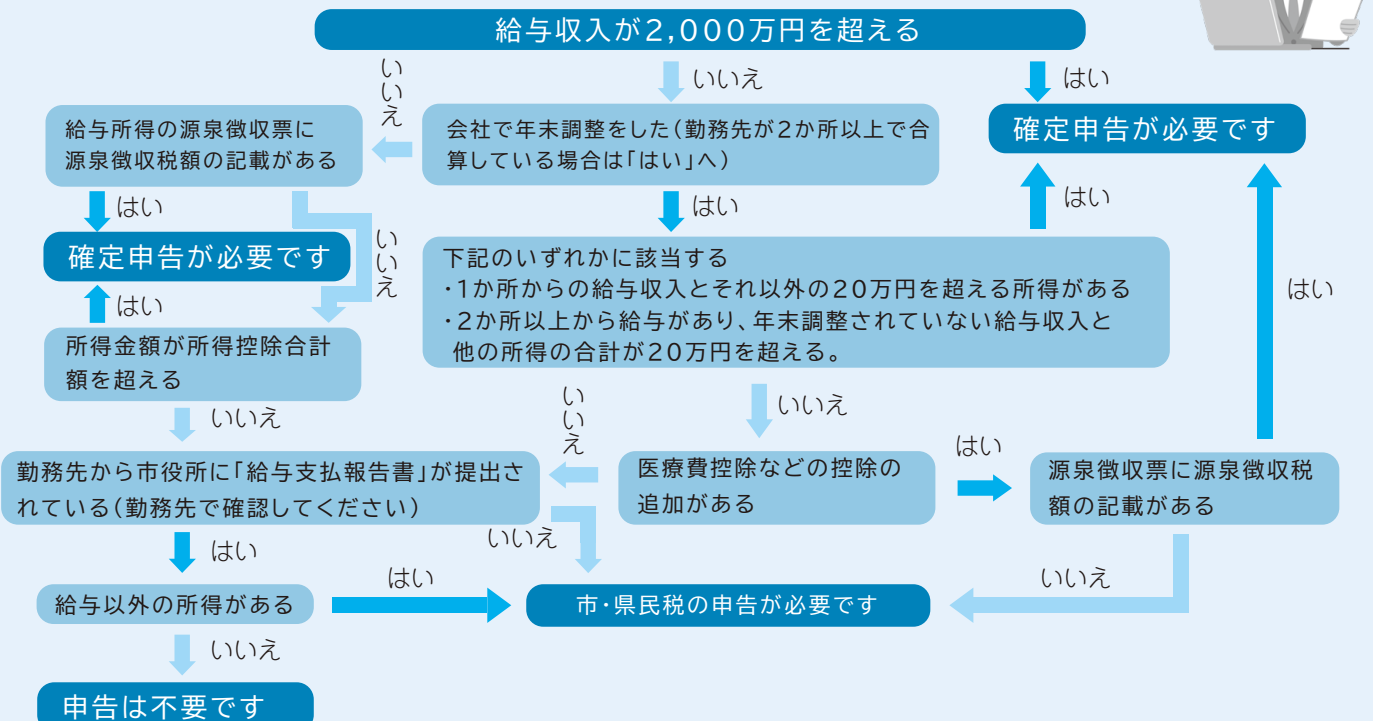 給与収入が2,000万円を超える
いいえ
いいえ
はい
給与所得の源泉徴収票に
源泉徴収税額の記載がある
会社で年末調整をした(勤務先が2か所以上で合
算している場合は「はい」へ)
確定申告が必要です
はい
いいえ
はい
はい
はい
確定申告が必要です
下記のいずれかに該当する
・1か所からの給与収入とそれ以外の20万円を超える所得がある
・2か所以上から給与があり、年末調整されていない給与収入と
他の所得の合計が20万円を超える。
はい
所得金額が所得控除合計
額を超える
いいえ
いいえ
いいえ
はい
勤務先から市役所に「給与支払報告書」が提出さ
れている(勤務先で確認してください)
医療費控除などの控除の
追加がある
源泉徴収票に源泉徴収税
額の記載がある
はい
いいえ
はい
いいえ
給与以外の所得がある
市・県民税の申告が必要です
いいえ
申告は不要です